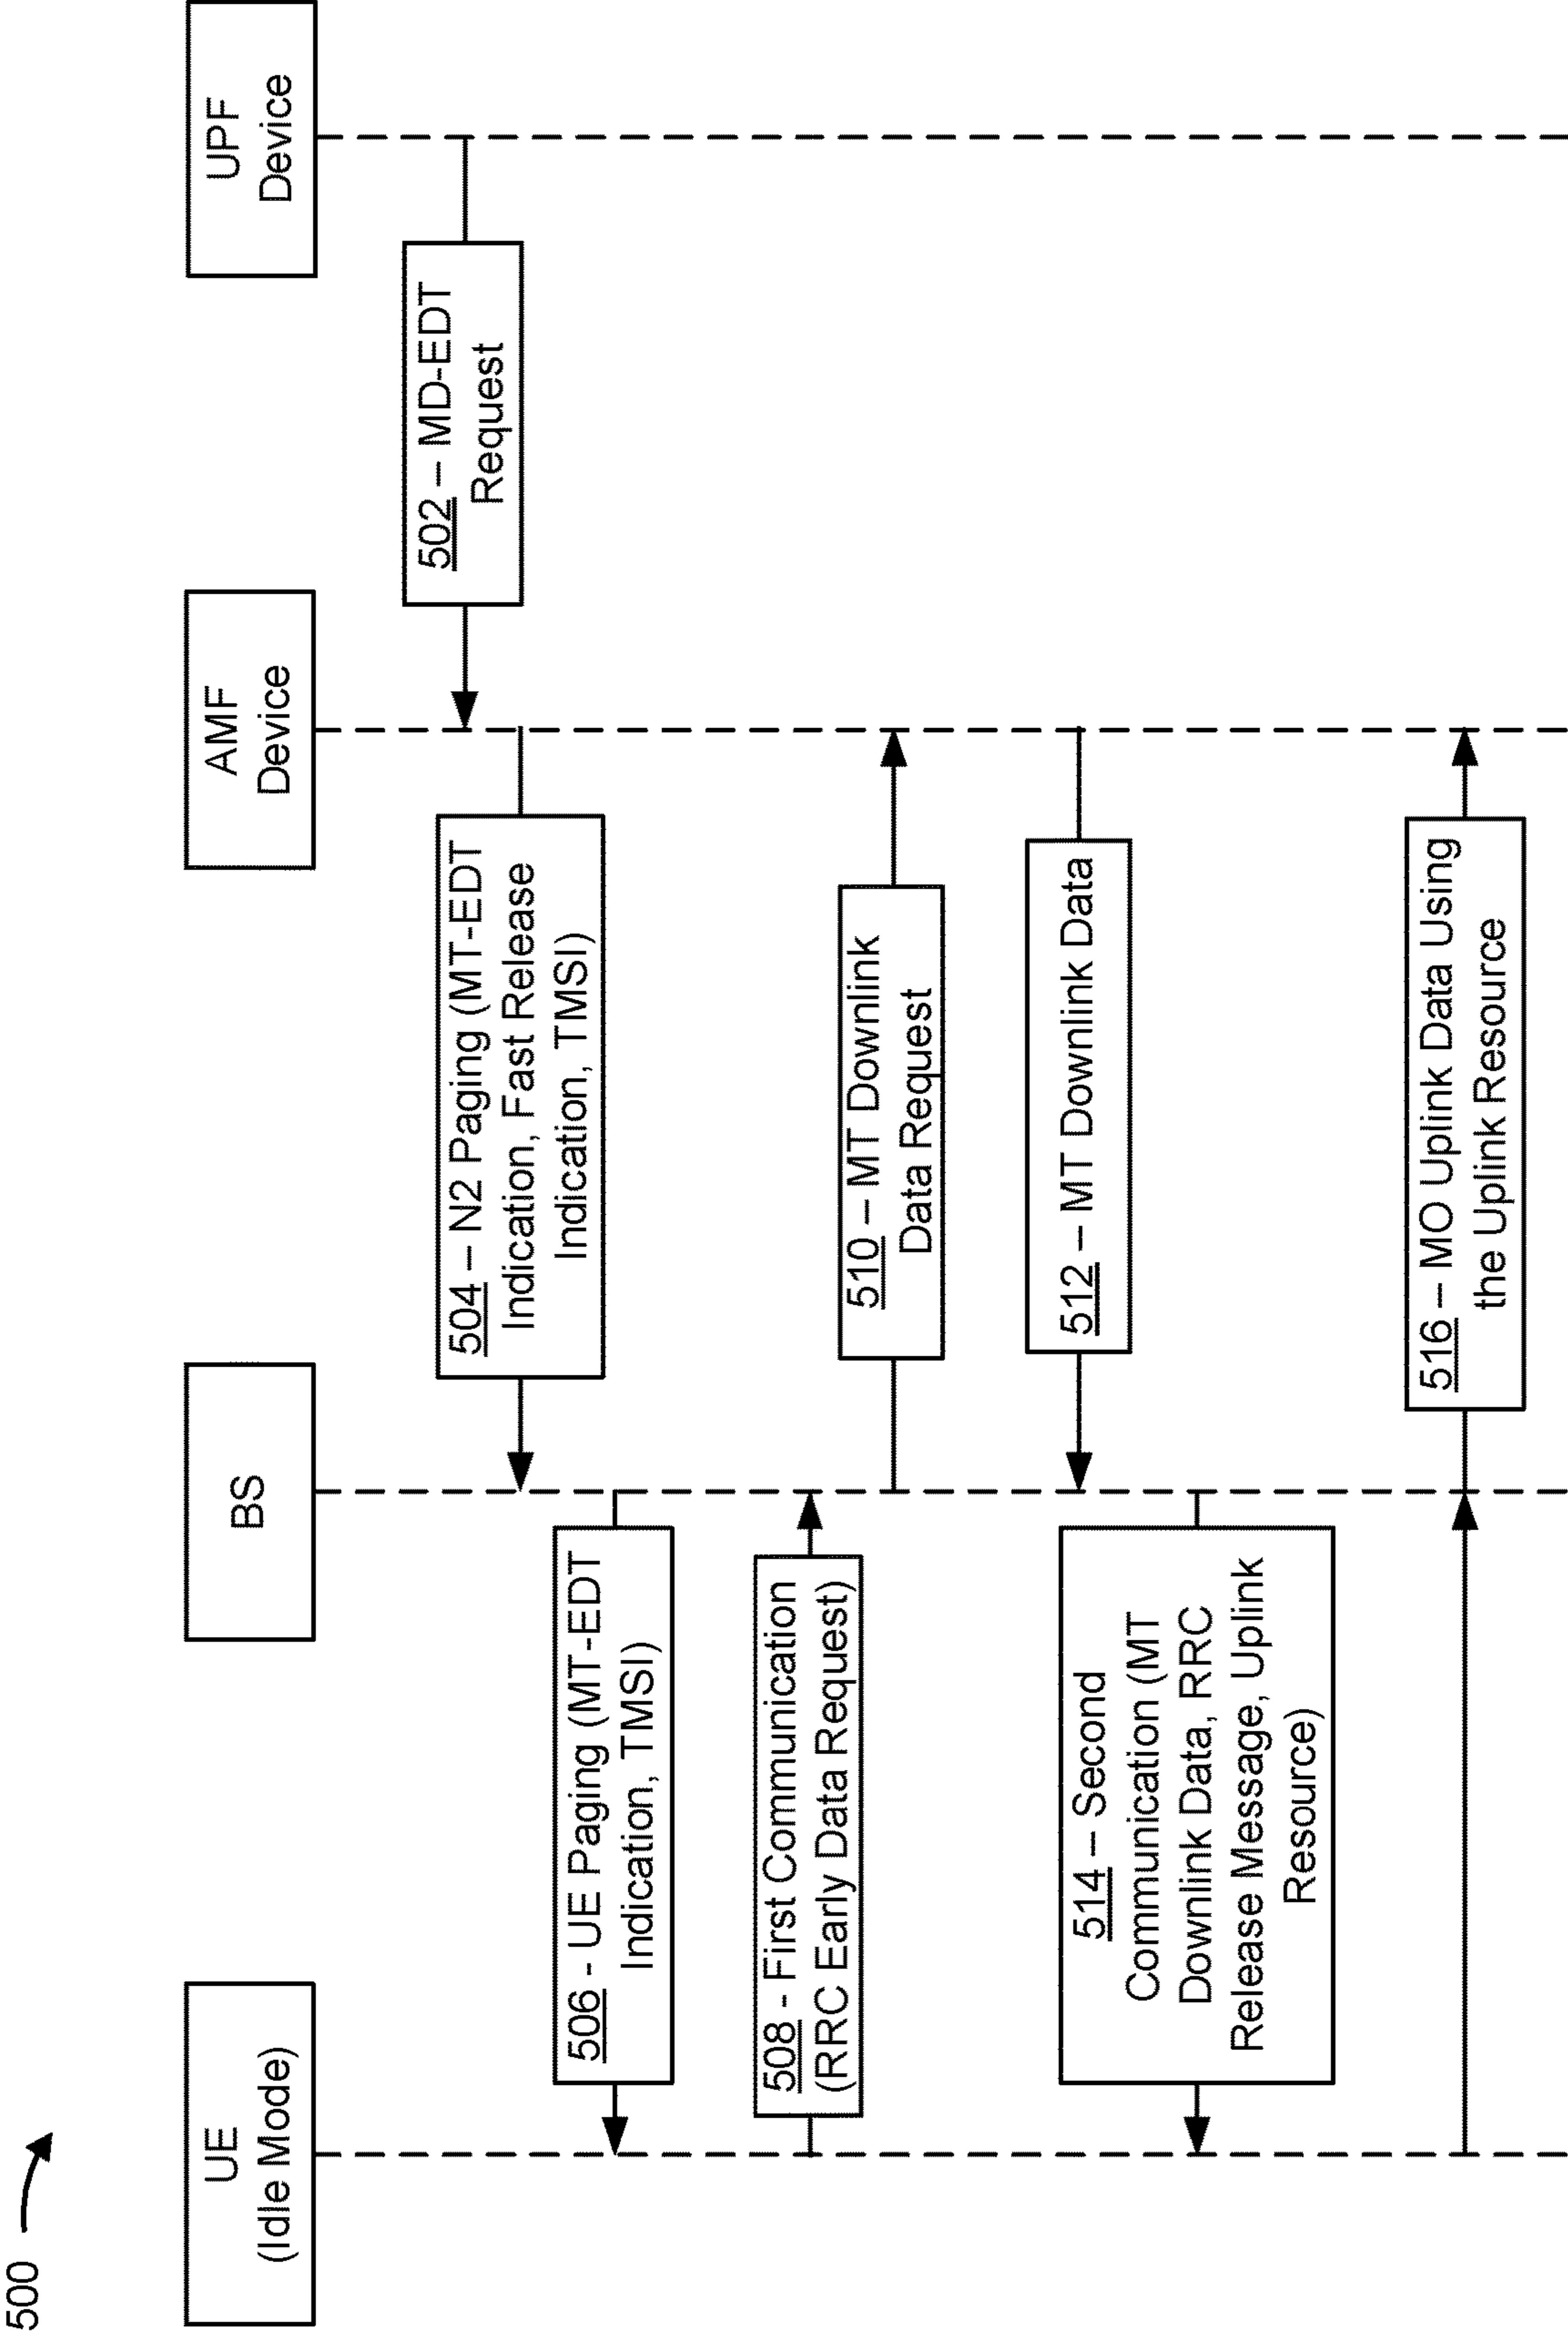 500
UE
(Idle Mode)
BS
AMF
Device
UPF
Device
502 – MD-EDT
Request
504 – N2 Paging (MT-EDT
Indication, Fast Release
Indication, TMSI)
506 - UE Paging (MT-EDT
Indication, TMSI)
508 - First Communication
(RRC Early Data Request)
510 – MT Downlink
Data Request
512 – MT Downlink Data
514 – Second
Communication (MT
Downlink Data, RRC
Release Message, Uplink
Resource)
516 – MO Uplink Data Using
the Uplink Resource